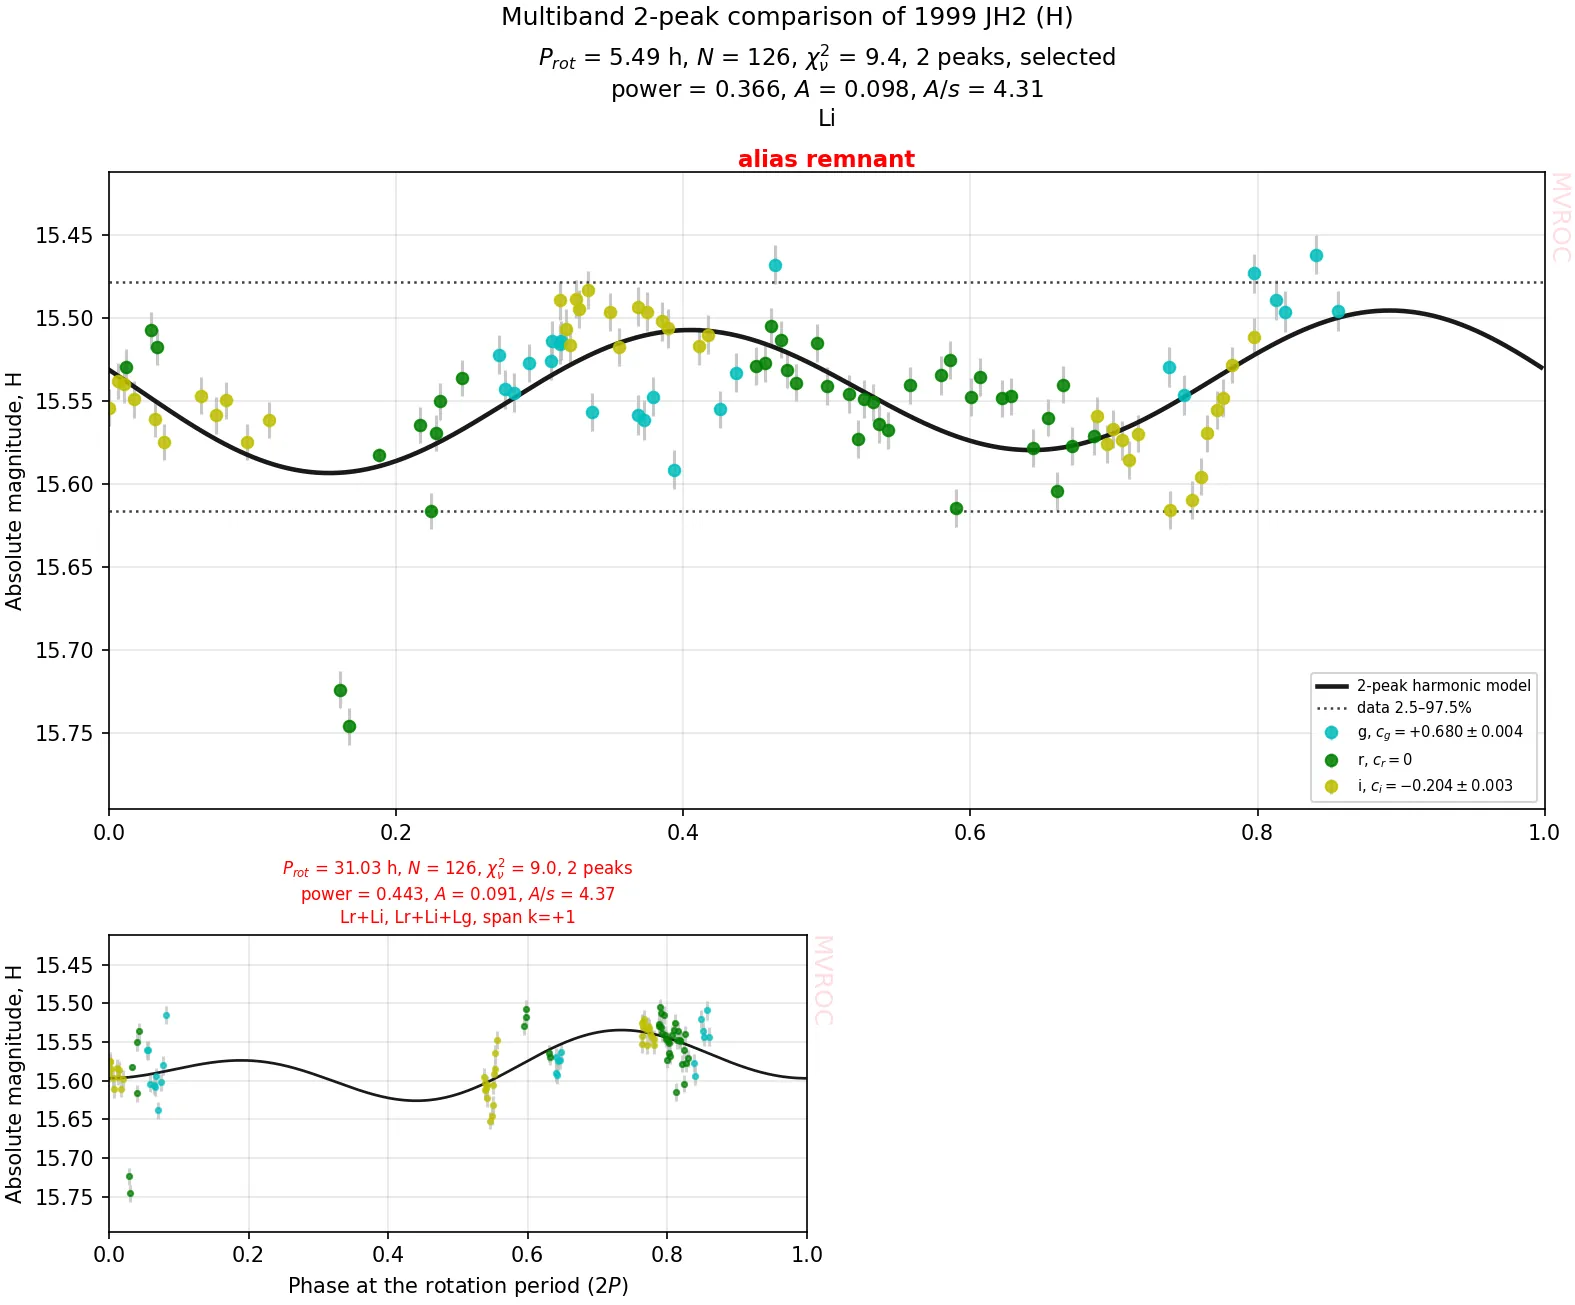 Multiband 2-peak comparison of 1999 JH2 (H)
P_rot = 5.49 h, N = 126, χ²_ν = 9.4, 2 peaks, selected
power = 0.366, A = 0.098, A/s = 4.31
Li
alias remnant
MVROC
Absolute magnitude, H
15.45
15.50
15.55
15.60
15.65
15.70
15.75
2-peak harmonic model
data 2.5–97.5%
g, c_g = +0.680 ± 0.004
r, c_r = 0
i, c_i = −0.204 ± 0.003
0.0 0.2 0.4 0.6 0.8 1.0
P_rot = 31.03 h, N = 126, χ²_ν = 9.0, 2 peaks
power = 0.443, A = 0.091, A/s = 4.37
Lr+Li, Lr+Li+Lg, span k=+1
MVROC
Absolute magnitude, H
15.45
15.50
15.55
15.60
15.65
15.70
15.75
0.0 0.2 0.4 0.6 0.8 1.0
Phase at the rotation period (2P)